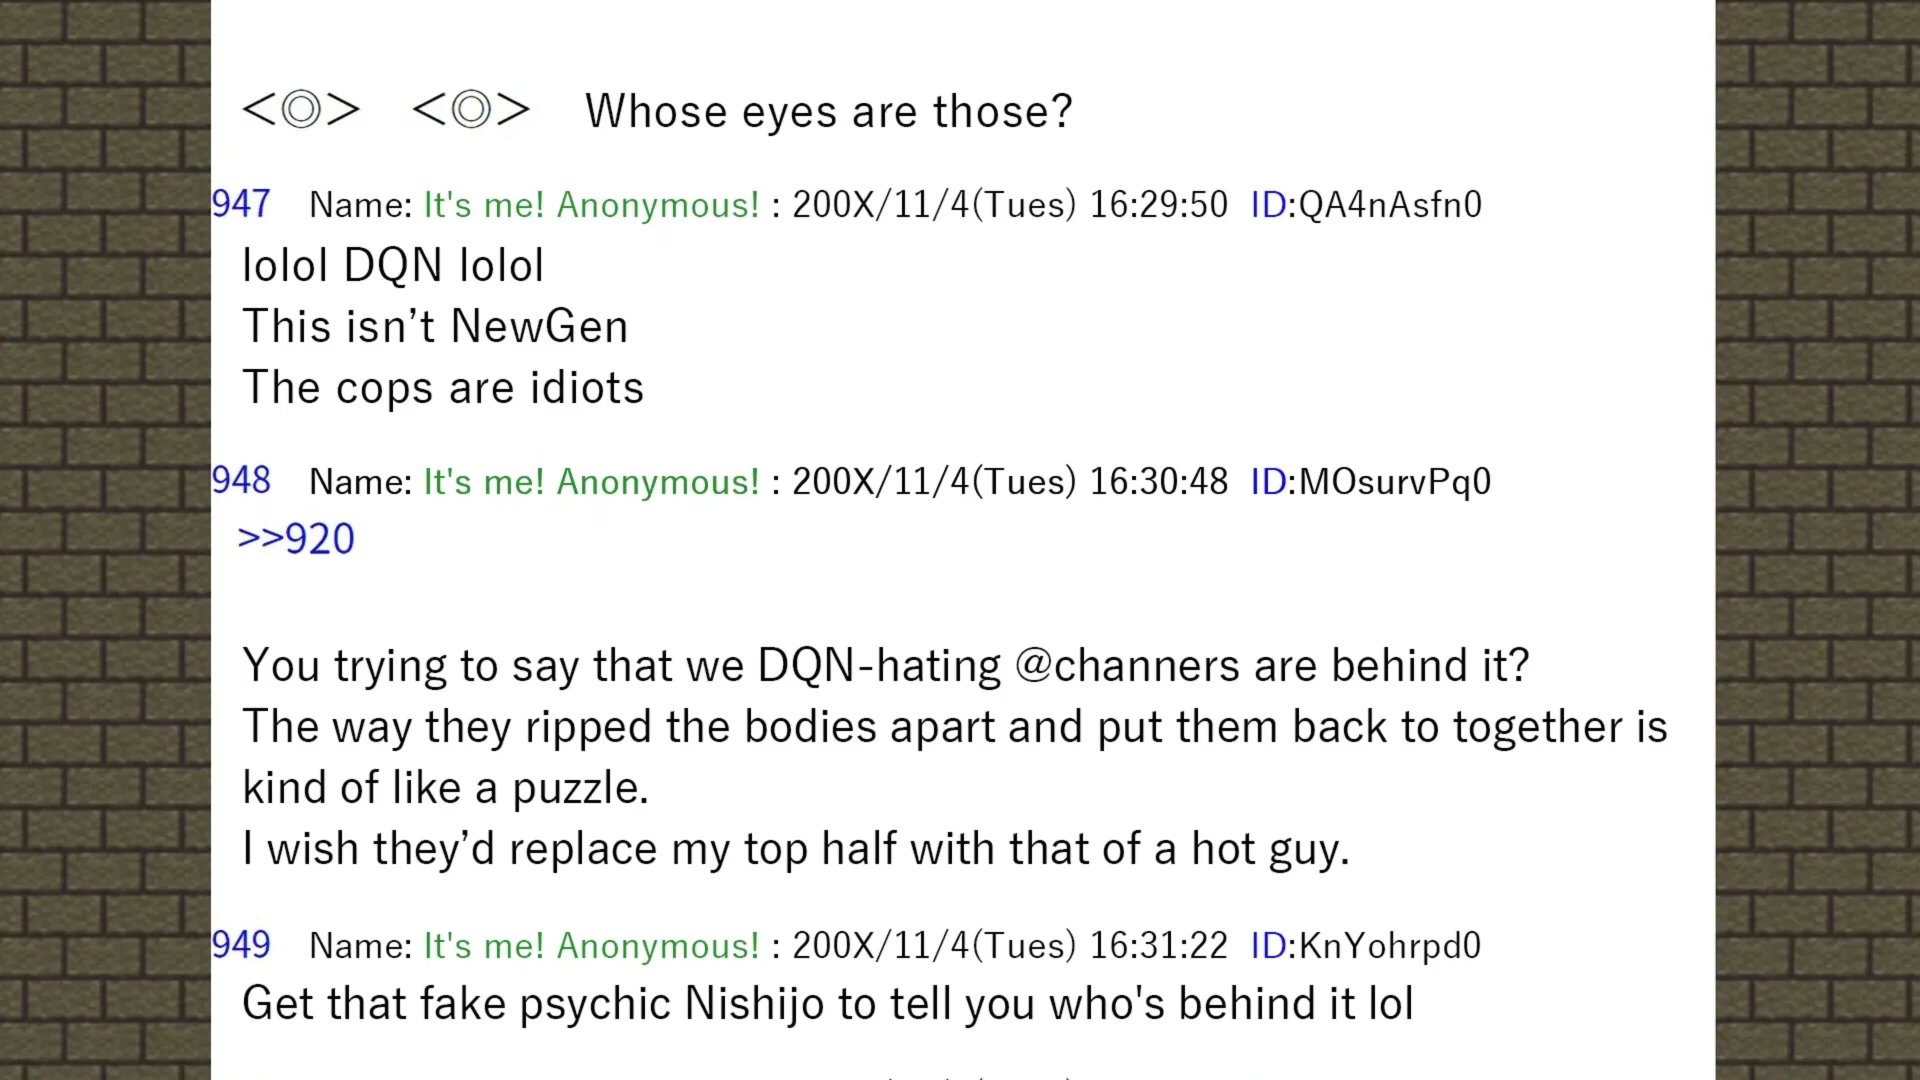 <◎> <◎> Whose eyes are those?
947 Name: It's me! Anonymous! : 200X/11/4(Tues) 16:29:50 ID:QA4nAsfn0
lolol DQN lolol
This isn’t NewGen
The cops are idiots
948 Name: It's me! Anonymous! : 200X/11/4(Tues) 16:30:48 ID:MOsurvPq0
>>920
You trying to say that we DQN-hating @channers are behind it?
The way they ripped the bodies apart and put them back to together is
kind of like a puzzle.
I wish they’d replace my top half with that of a hot guy.
949 Name: It's me! Anonymous! : 200X/11/4(Tues) 16:31:22 ID:KnYohrpd0
Get that fake psychic Nishijo to tell you who's behind it lol